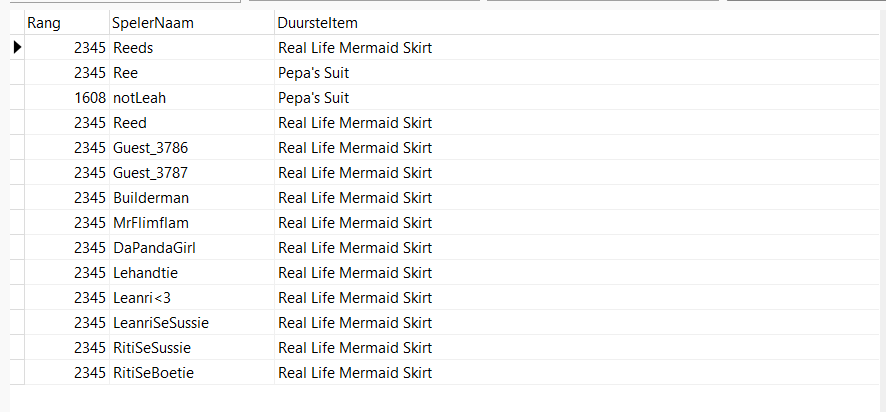 Rang SpelerNaam DuursteItem
2345 Reeds Real Life Mermaid Skirt
2345 Ree Pepa's Suit
1608 notLeah Pepa's Suit
2345 Reed Real Life Mermaid Skirt
2345 Guest_3786 Real Life Mermaid Skirt
2345 Guest_3787 Real Life Mermaid Skirt
2345 Builderman Real Life Mermaid Skirt
2345 MrFlimflam Real Life Mermaid Skirt
2345 DaPandaGirl Real Life Mermaid Skirt
2345 Lehandtie Real Life Mermaid Skirt
2345 Leanri<3 Real Life Mermaid Skirt
2345 LeanriSeSussie Real Life Mermaid Skirt
2345 RitiSeSussie Real Life Mermaid Skirt
2345 RitiSeBoetie Real Life Mermaid Skirt